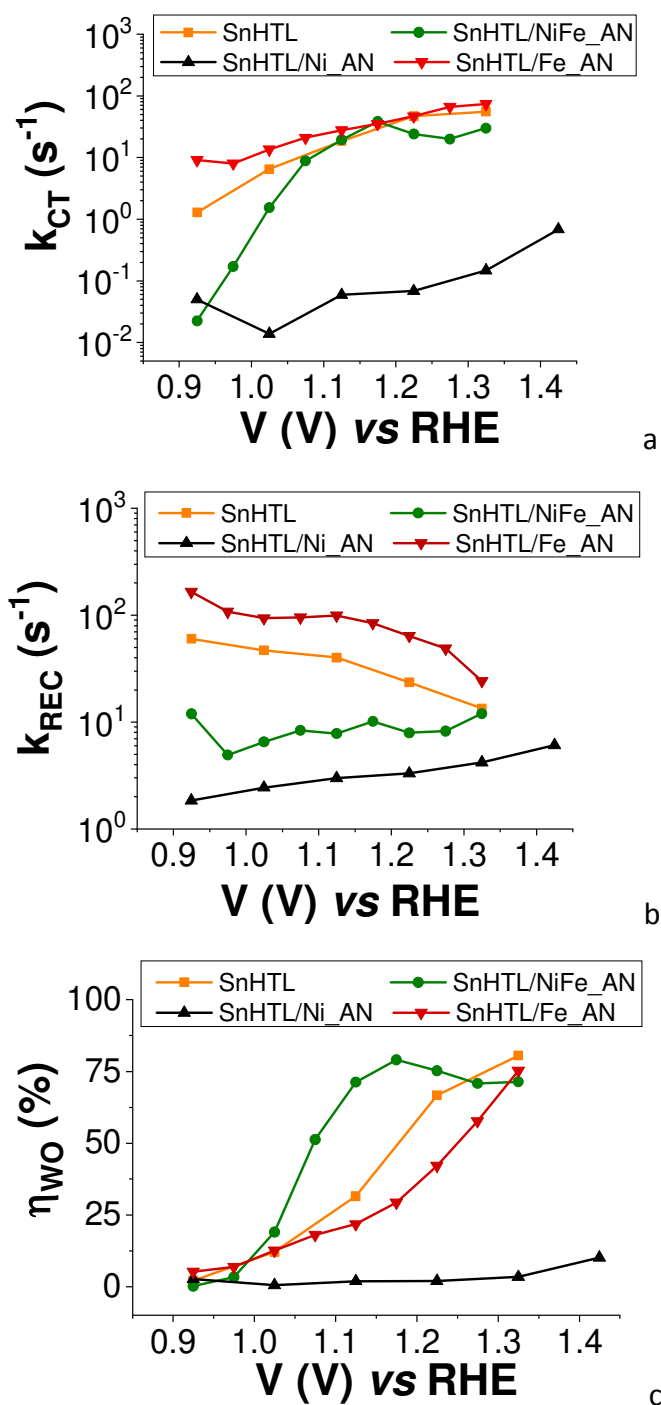 SnHTL SnHTL/NiFe_AN
SnHTL/Ni_AN SnHTL/Fe_AN
10³
10²
10¹
10⁰
10⁻¹
10⁻²
k_CT (s⁻¹)
0.9 1.0 1.1 1.2 1.3 1.4
V (V) vs RHE
a
SnHTL SnHTL/NiFe_AN
SnHTL/Ni_AN SnHTL/Fe_AN
10³
10²
10¹
10⁰
k_REC (s⁻¹)
0.9 1.0 1.1 1.2 1.3 1.4
V (V) vs RHE
b
SnHTL SnHTL/NiFe_AN
SnHTL/Ni_AN SnHTL/Fe_AN
100
75
50
25
0
η_WO (%)
0.9 1.0 1.1 1.2 1.3 1.4
V (V) vs RHE
c